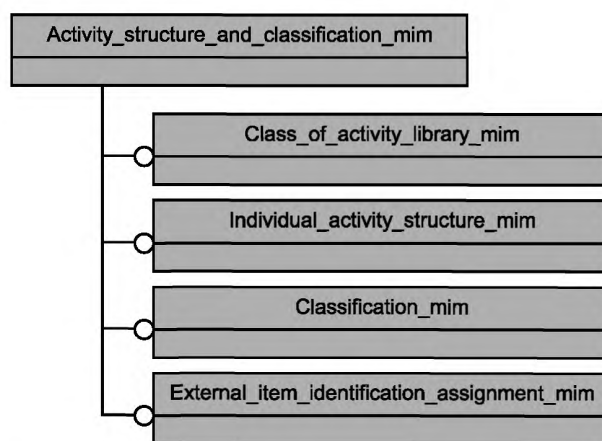 Activity_structure_and_classification_mim
Class_of_activity_library_mim
Individual_activity_structure_mim
Classification_mim
External_item_identification_assignment_mim